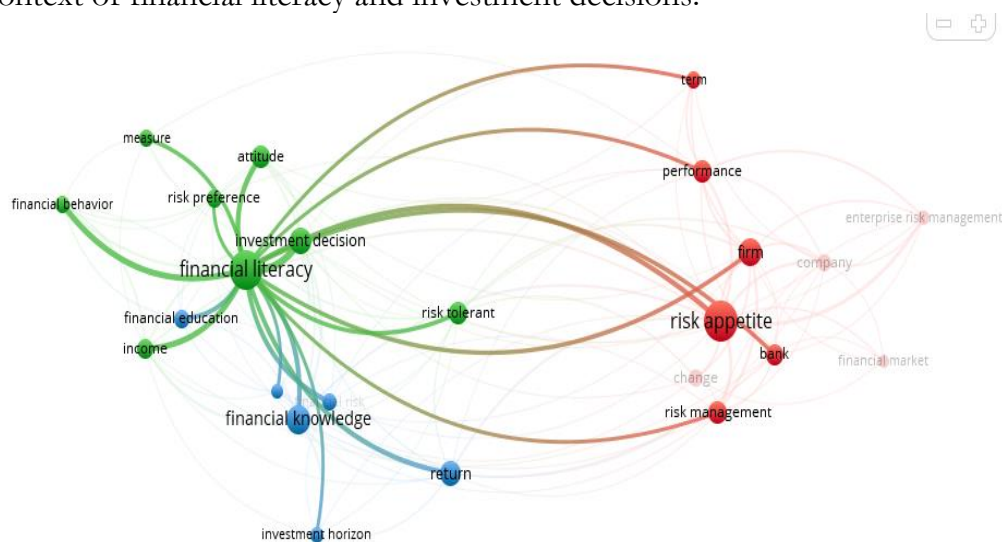 ontext of financial literacy and investment decisions.
term
measure
attitude
performance
risk preference
financial behavior
enterprise risk management
investment decision
firm
company
financial literacy
risk tolerant
financial education
risk appetite
income
bank
financial market
change
risk
risk management
financial knowledge
return
investment horizon